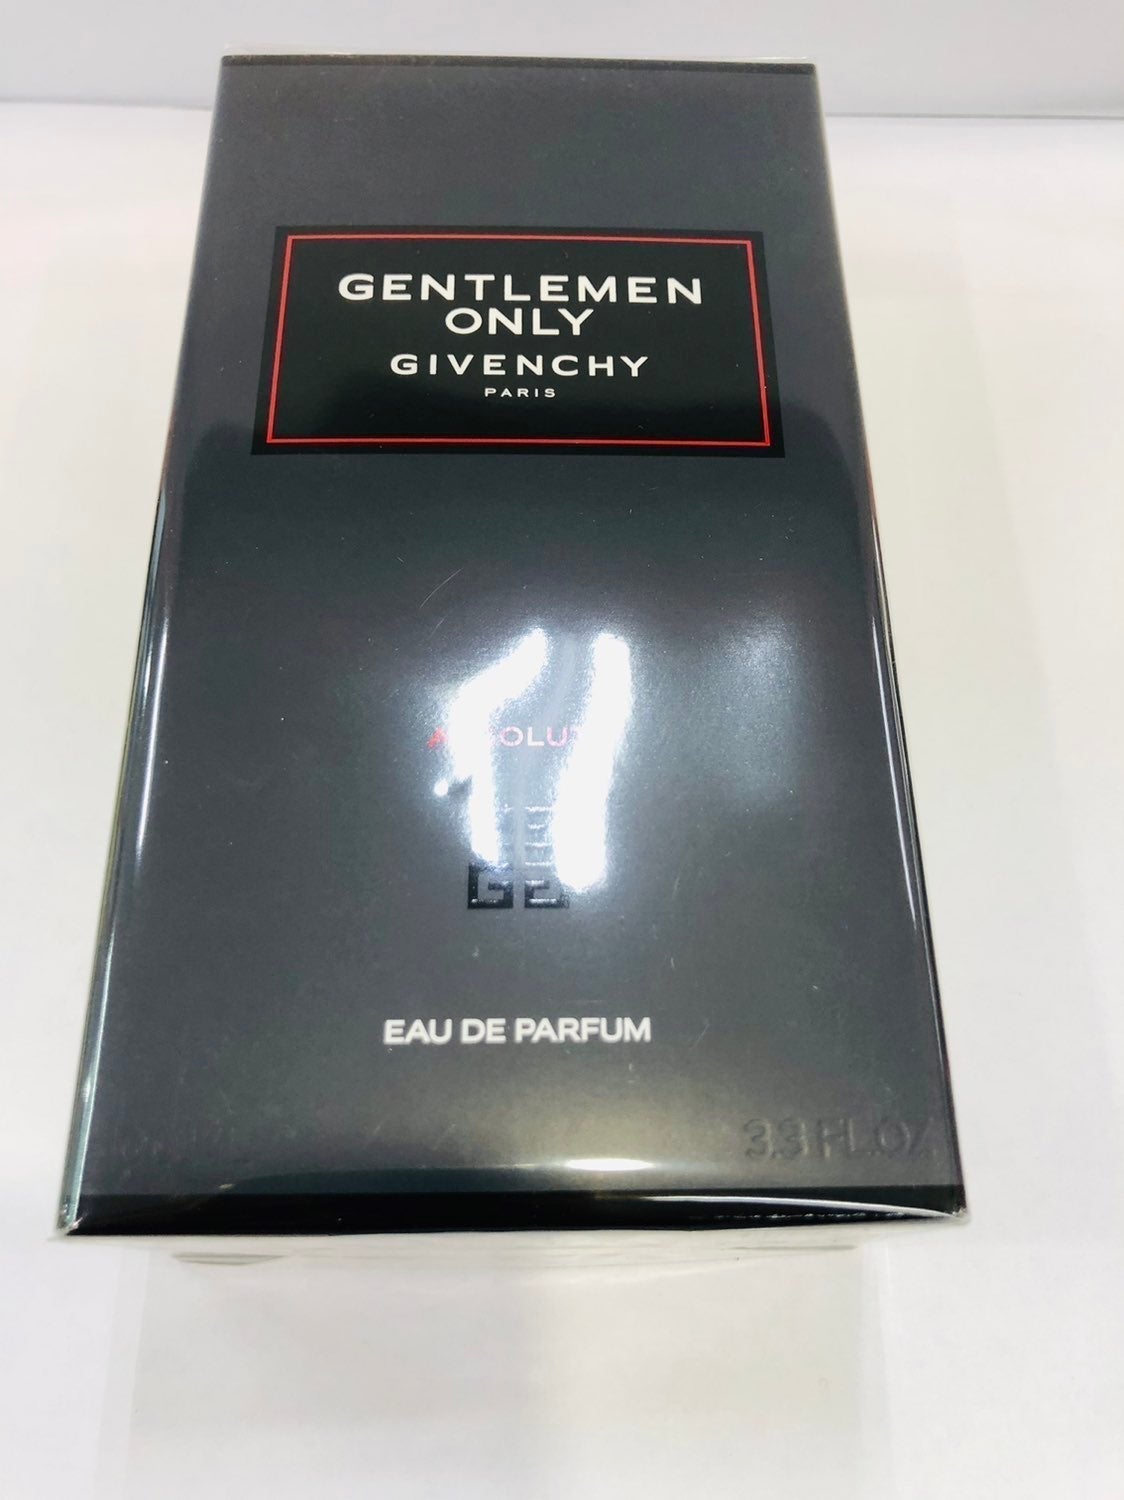 GENTLEMEN
ONLY
GIVENCHY
PARIS
EAU DE PARFUM
3.3 FL.OZ.